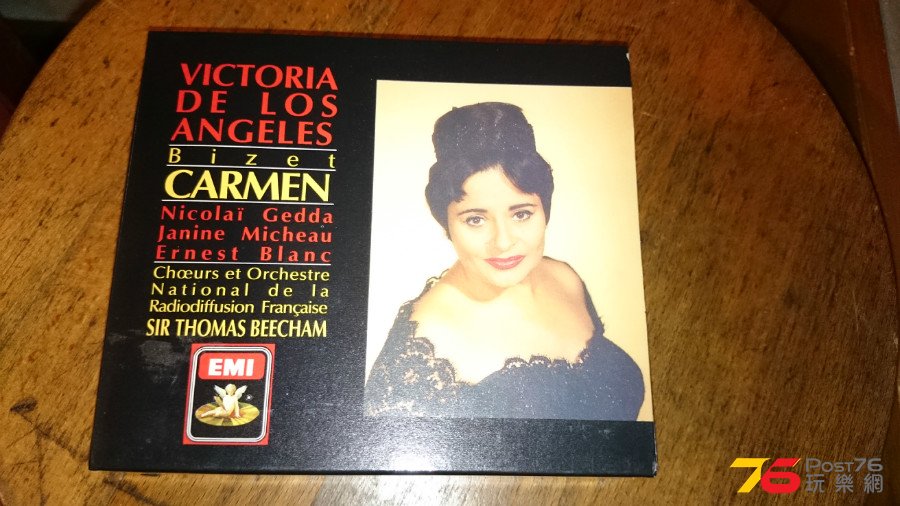 VICTORIA
DE LOS
ANGELES
Bizet
CARMEN
Nicolaï Gedda
Janine Micheau
Ernest Blanc
Chœurs et Orchestre
National de la
Radiodiffusion Française
SIR THOMAS BEECHAM
EMI
76 Post76
玩樂網